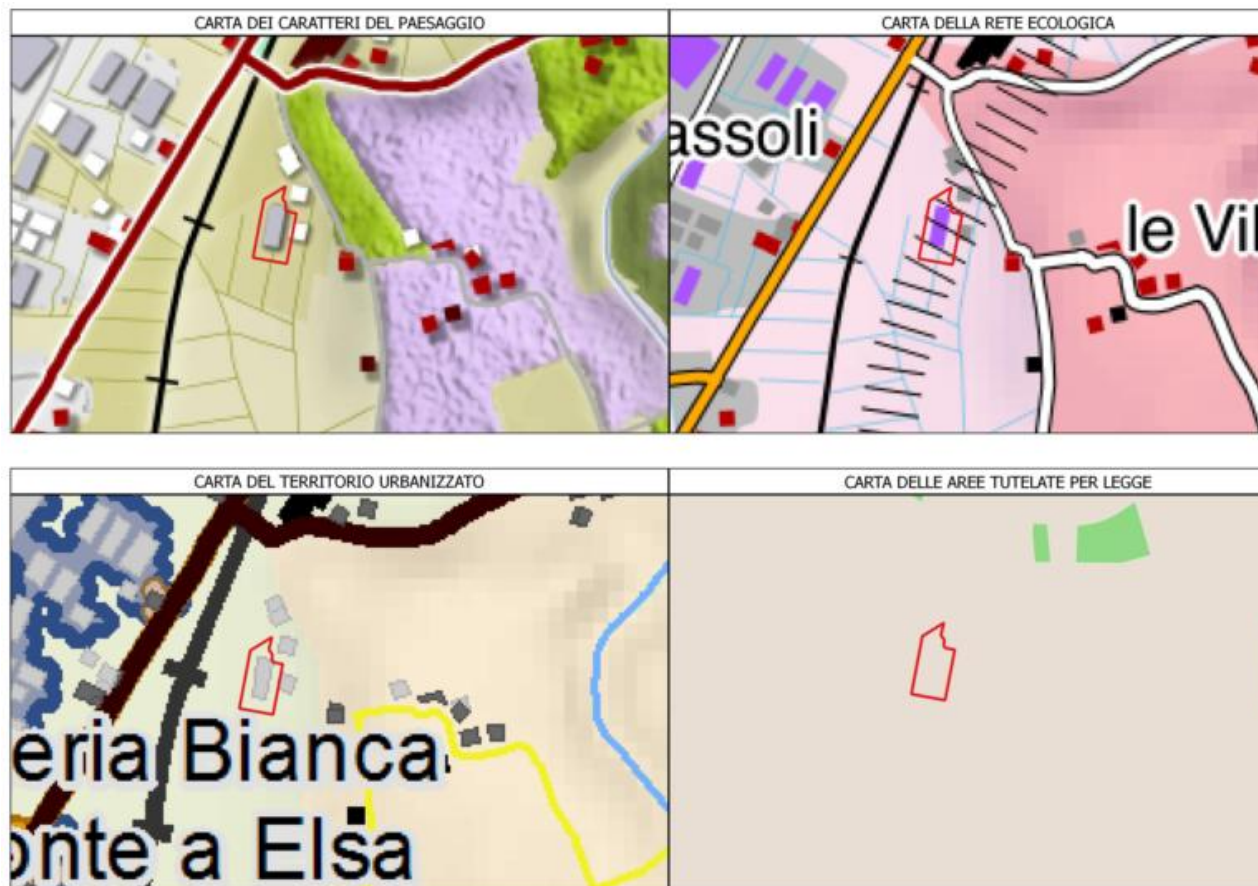 CARTA DEI CARATTERI DEL PAESAGGIO
CARTA DELLA RETE ECOLOGICA
assoli
le Vil
CARTA DEL TERRITORIO URBANIZZATO
CARTA DELLE AREE TUTELATE PER LEGGE
eria Bianca
onte a Elsa